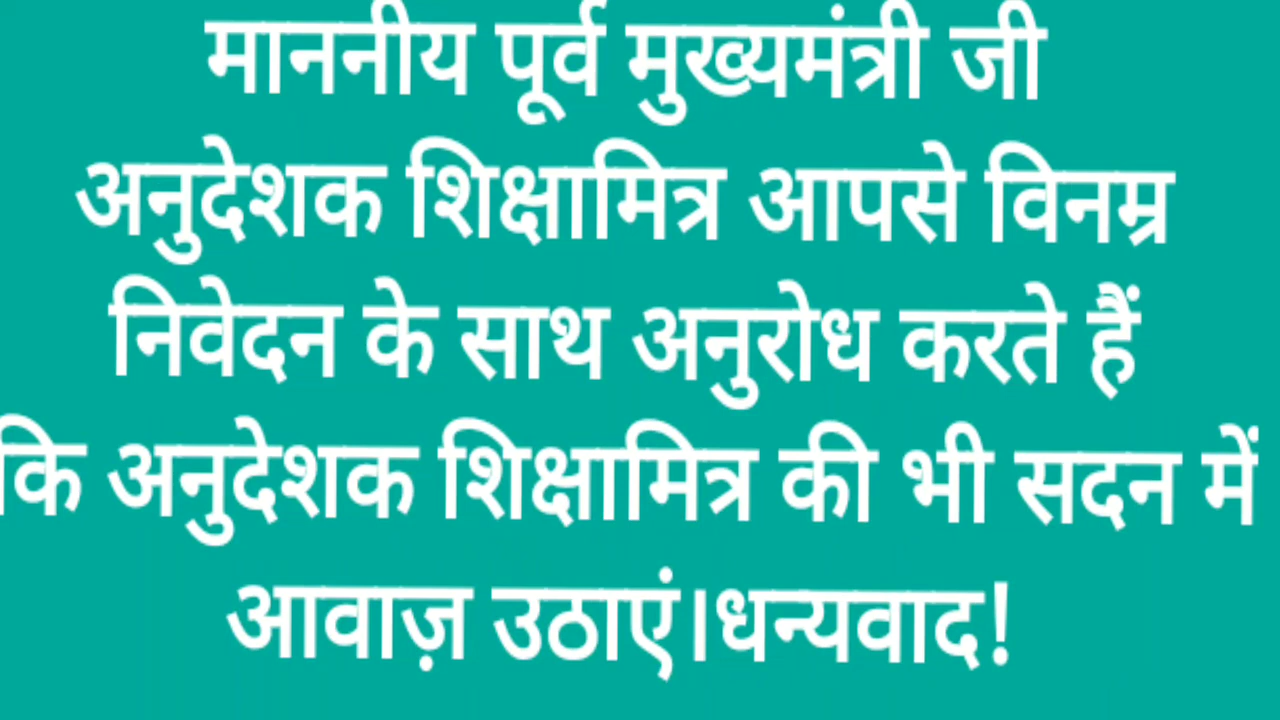 माननीय पूर्व मुख्यमंत्री जी
अनुदेशक शिक्षामित्र आपसे विनम्र
निवेदन के साथ अनुरोध करते हैं
कि अनुदेशक शिक्षामित्र की भी सदन में
आवाज़ उठाएं।धन्यवाद!